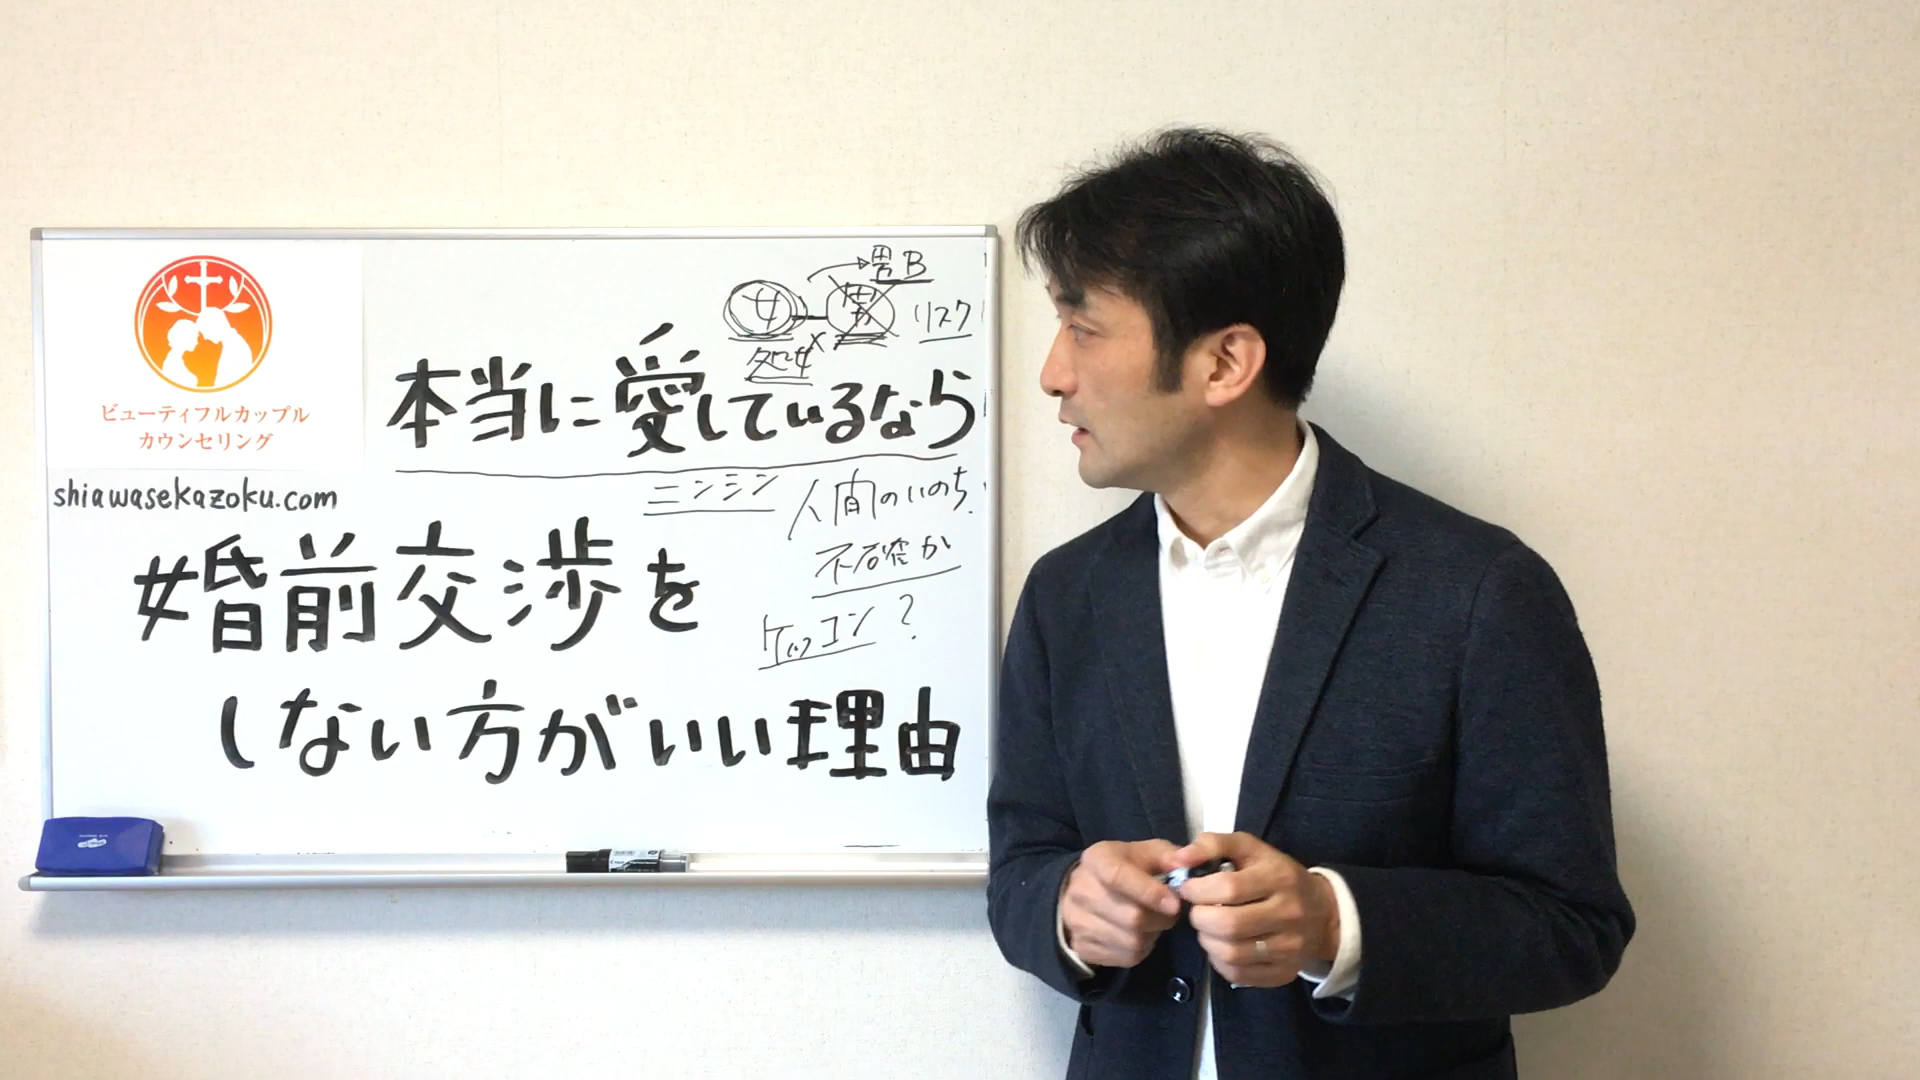 男B
女 男 リスク
×
処女
本当に愛しているなら
ビューティフルカップル
カウンセリング
shiawasekazoku.com
ニンシン
人間のいのち
不確か
ケッコン?
婚前交渉を
しない方がいい理由